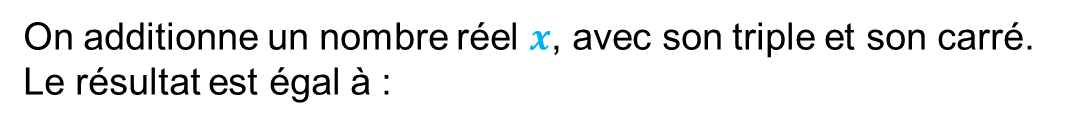 On additionne un nombre réel x, avec son triple et son carré.
Le résultat est égal à :